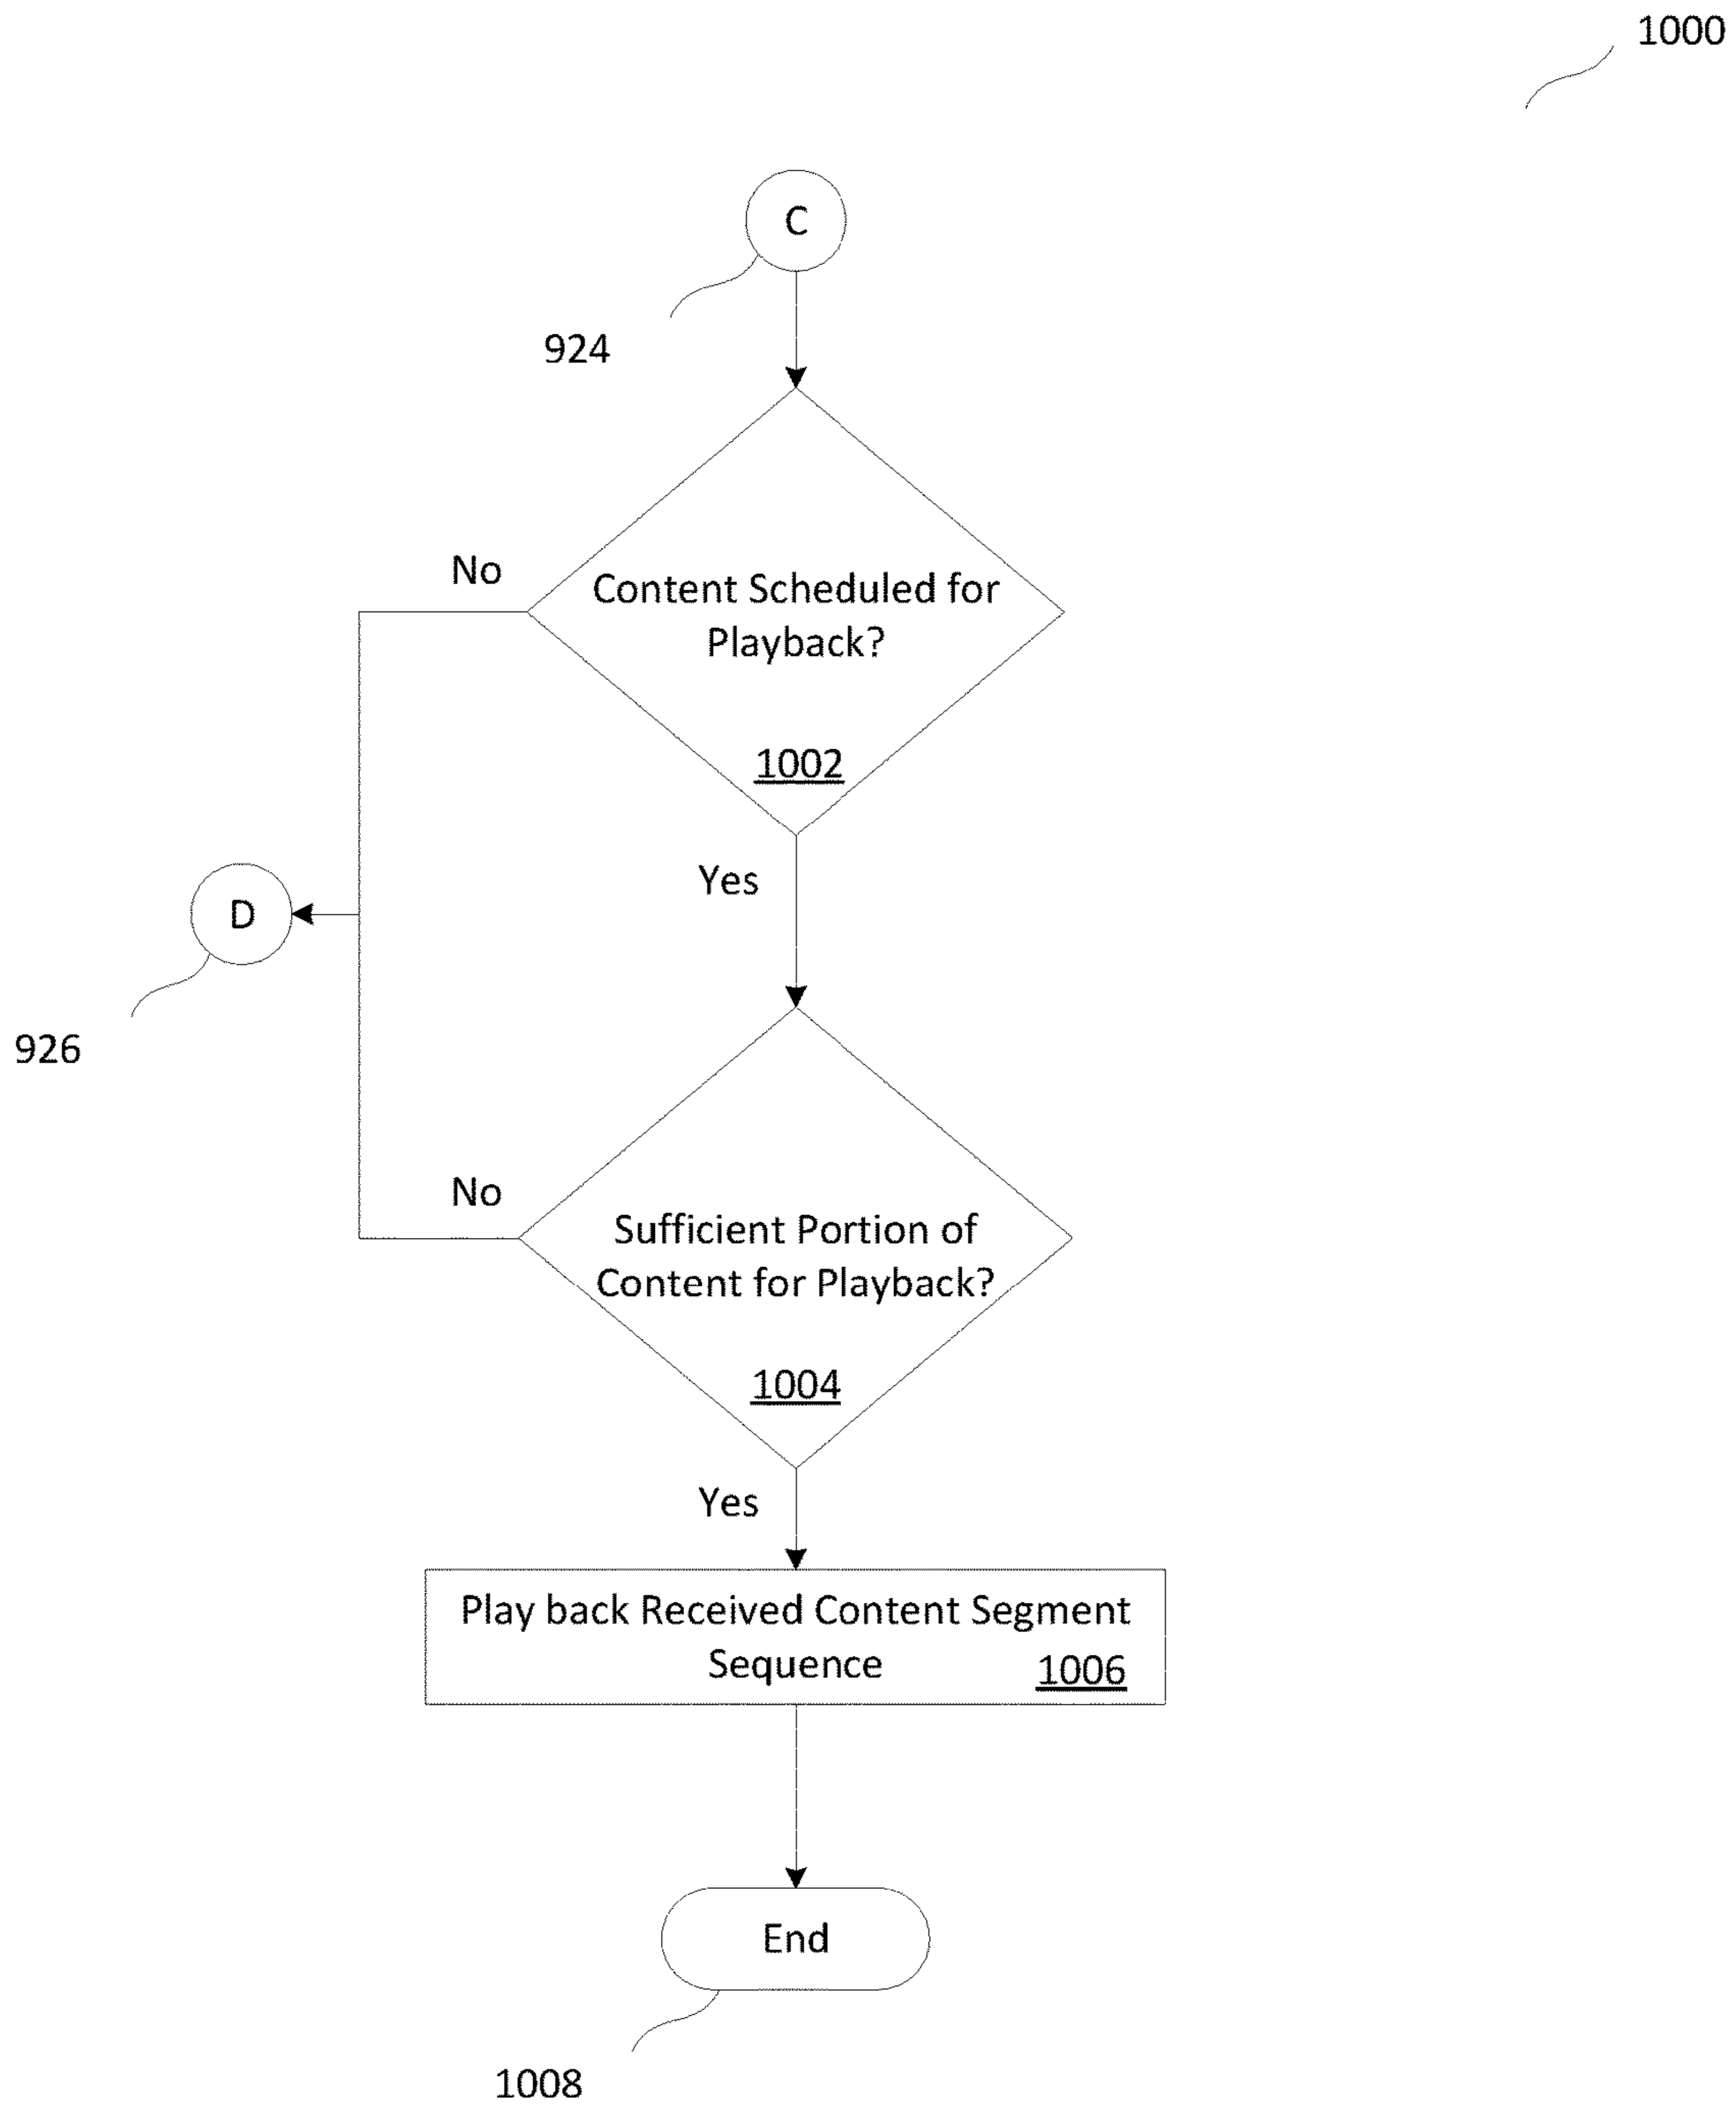 1000
C
924
No
Content Scheduled for
Playback?
1002
Yes
D
926
No
Sufficient Portion of
Content for Playback?
1004
Yes
Play back Received Content Segment
Sequence 1006
End
1008